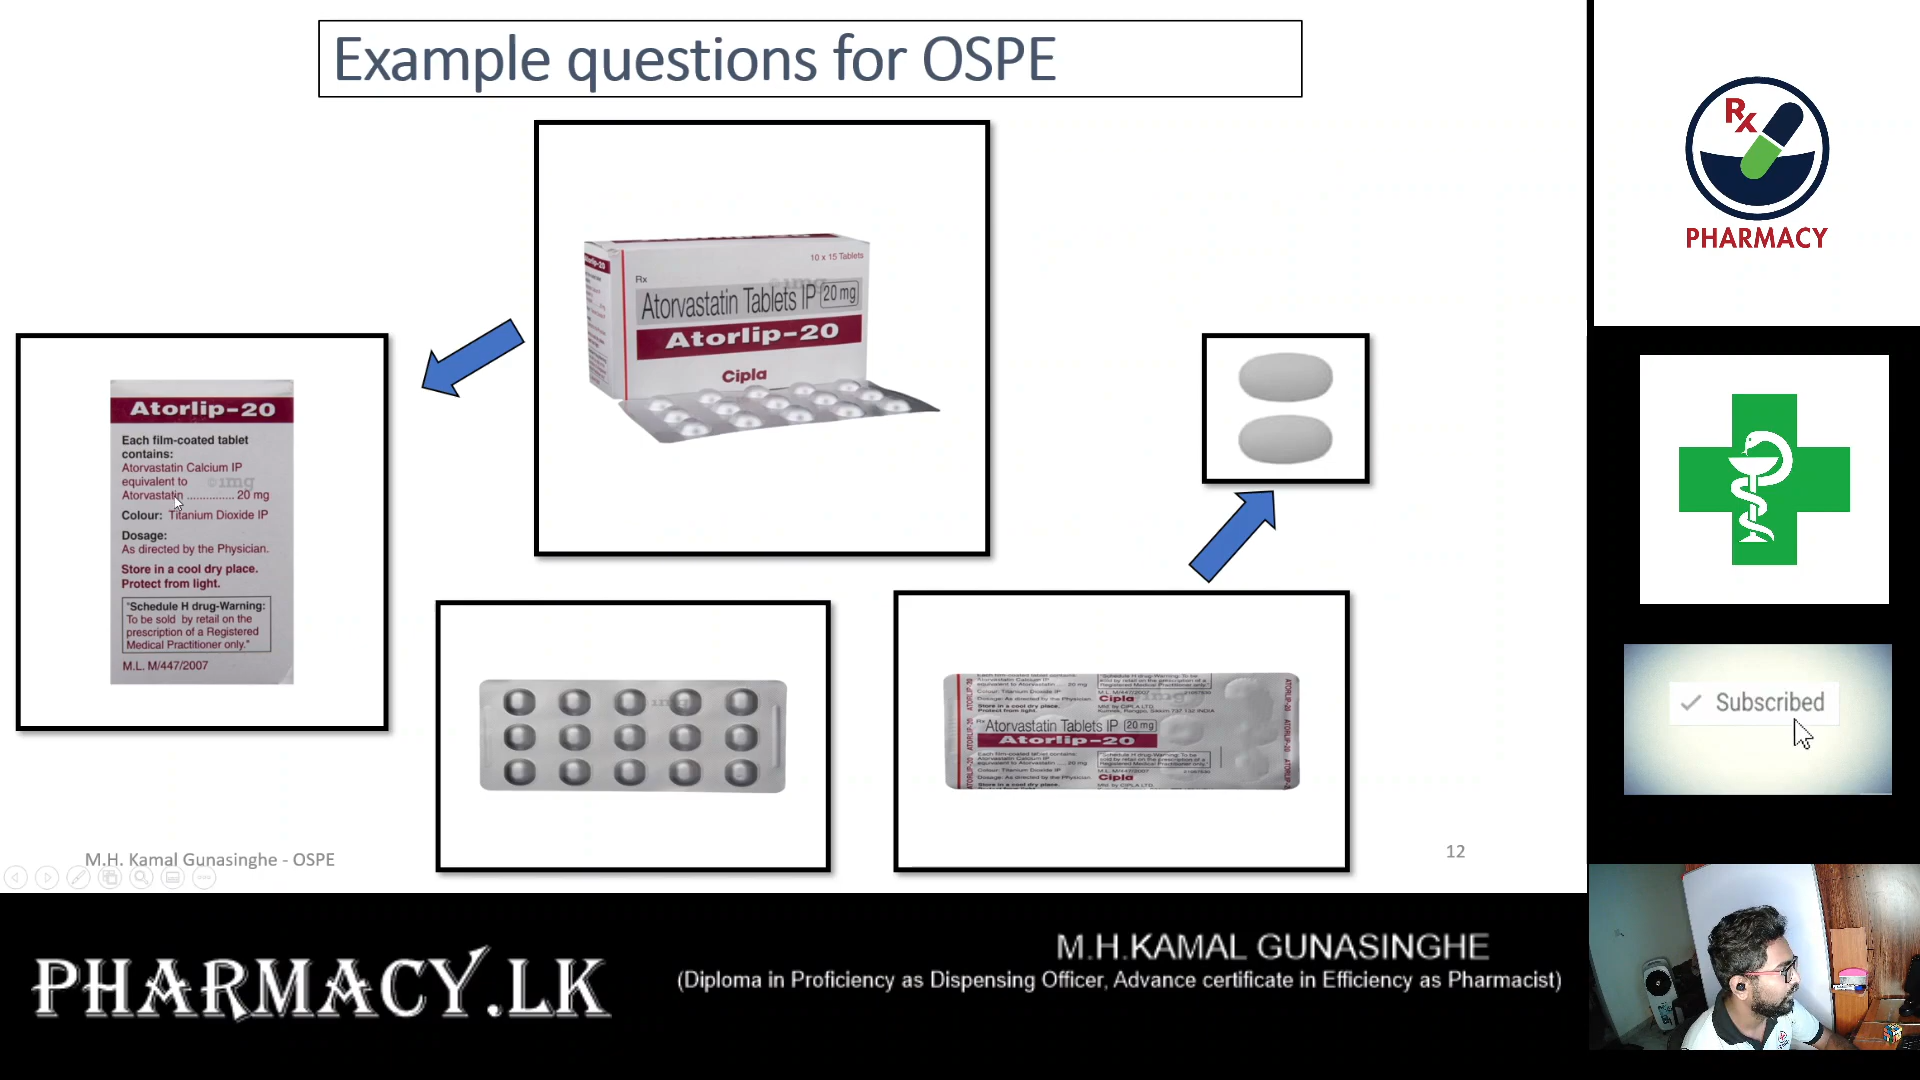 Example questions for OSPE
10 x 15 Tablets
Rx
Atorvastatin Tablets IP 20 mg
Atorlip-20
Cipla
Atorlip-20
Each film-coated tablet
contains:
Atorvastatin Calcium IP
equivalent to
Atorvastatin ............... 20 mg
Colour: Titanium Dioxide IP
Dosage:
As directed by the Physician.
Store in a cool dry place.
Protect from light.
"Schedule H drug-Warning:
To be sold by retail on the
prescription of a Registered
Medical Practitioner only."
M.L. M/447/2007
Rx Atorvastatin Tablets IP 20 mg
Atorlip-20
Cipla
Cipla
M.H. Kamal Gunasinghe - OSPE
12
Rx
PHARMACY
Subscribed
PHARMACY.LK
M.H.KAMAL GUNASINGHE
(Diploma in Proficiency as Dispensing Officer, Advance certificate in Efficiency as Pharmacist)